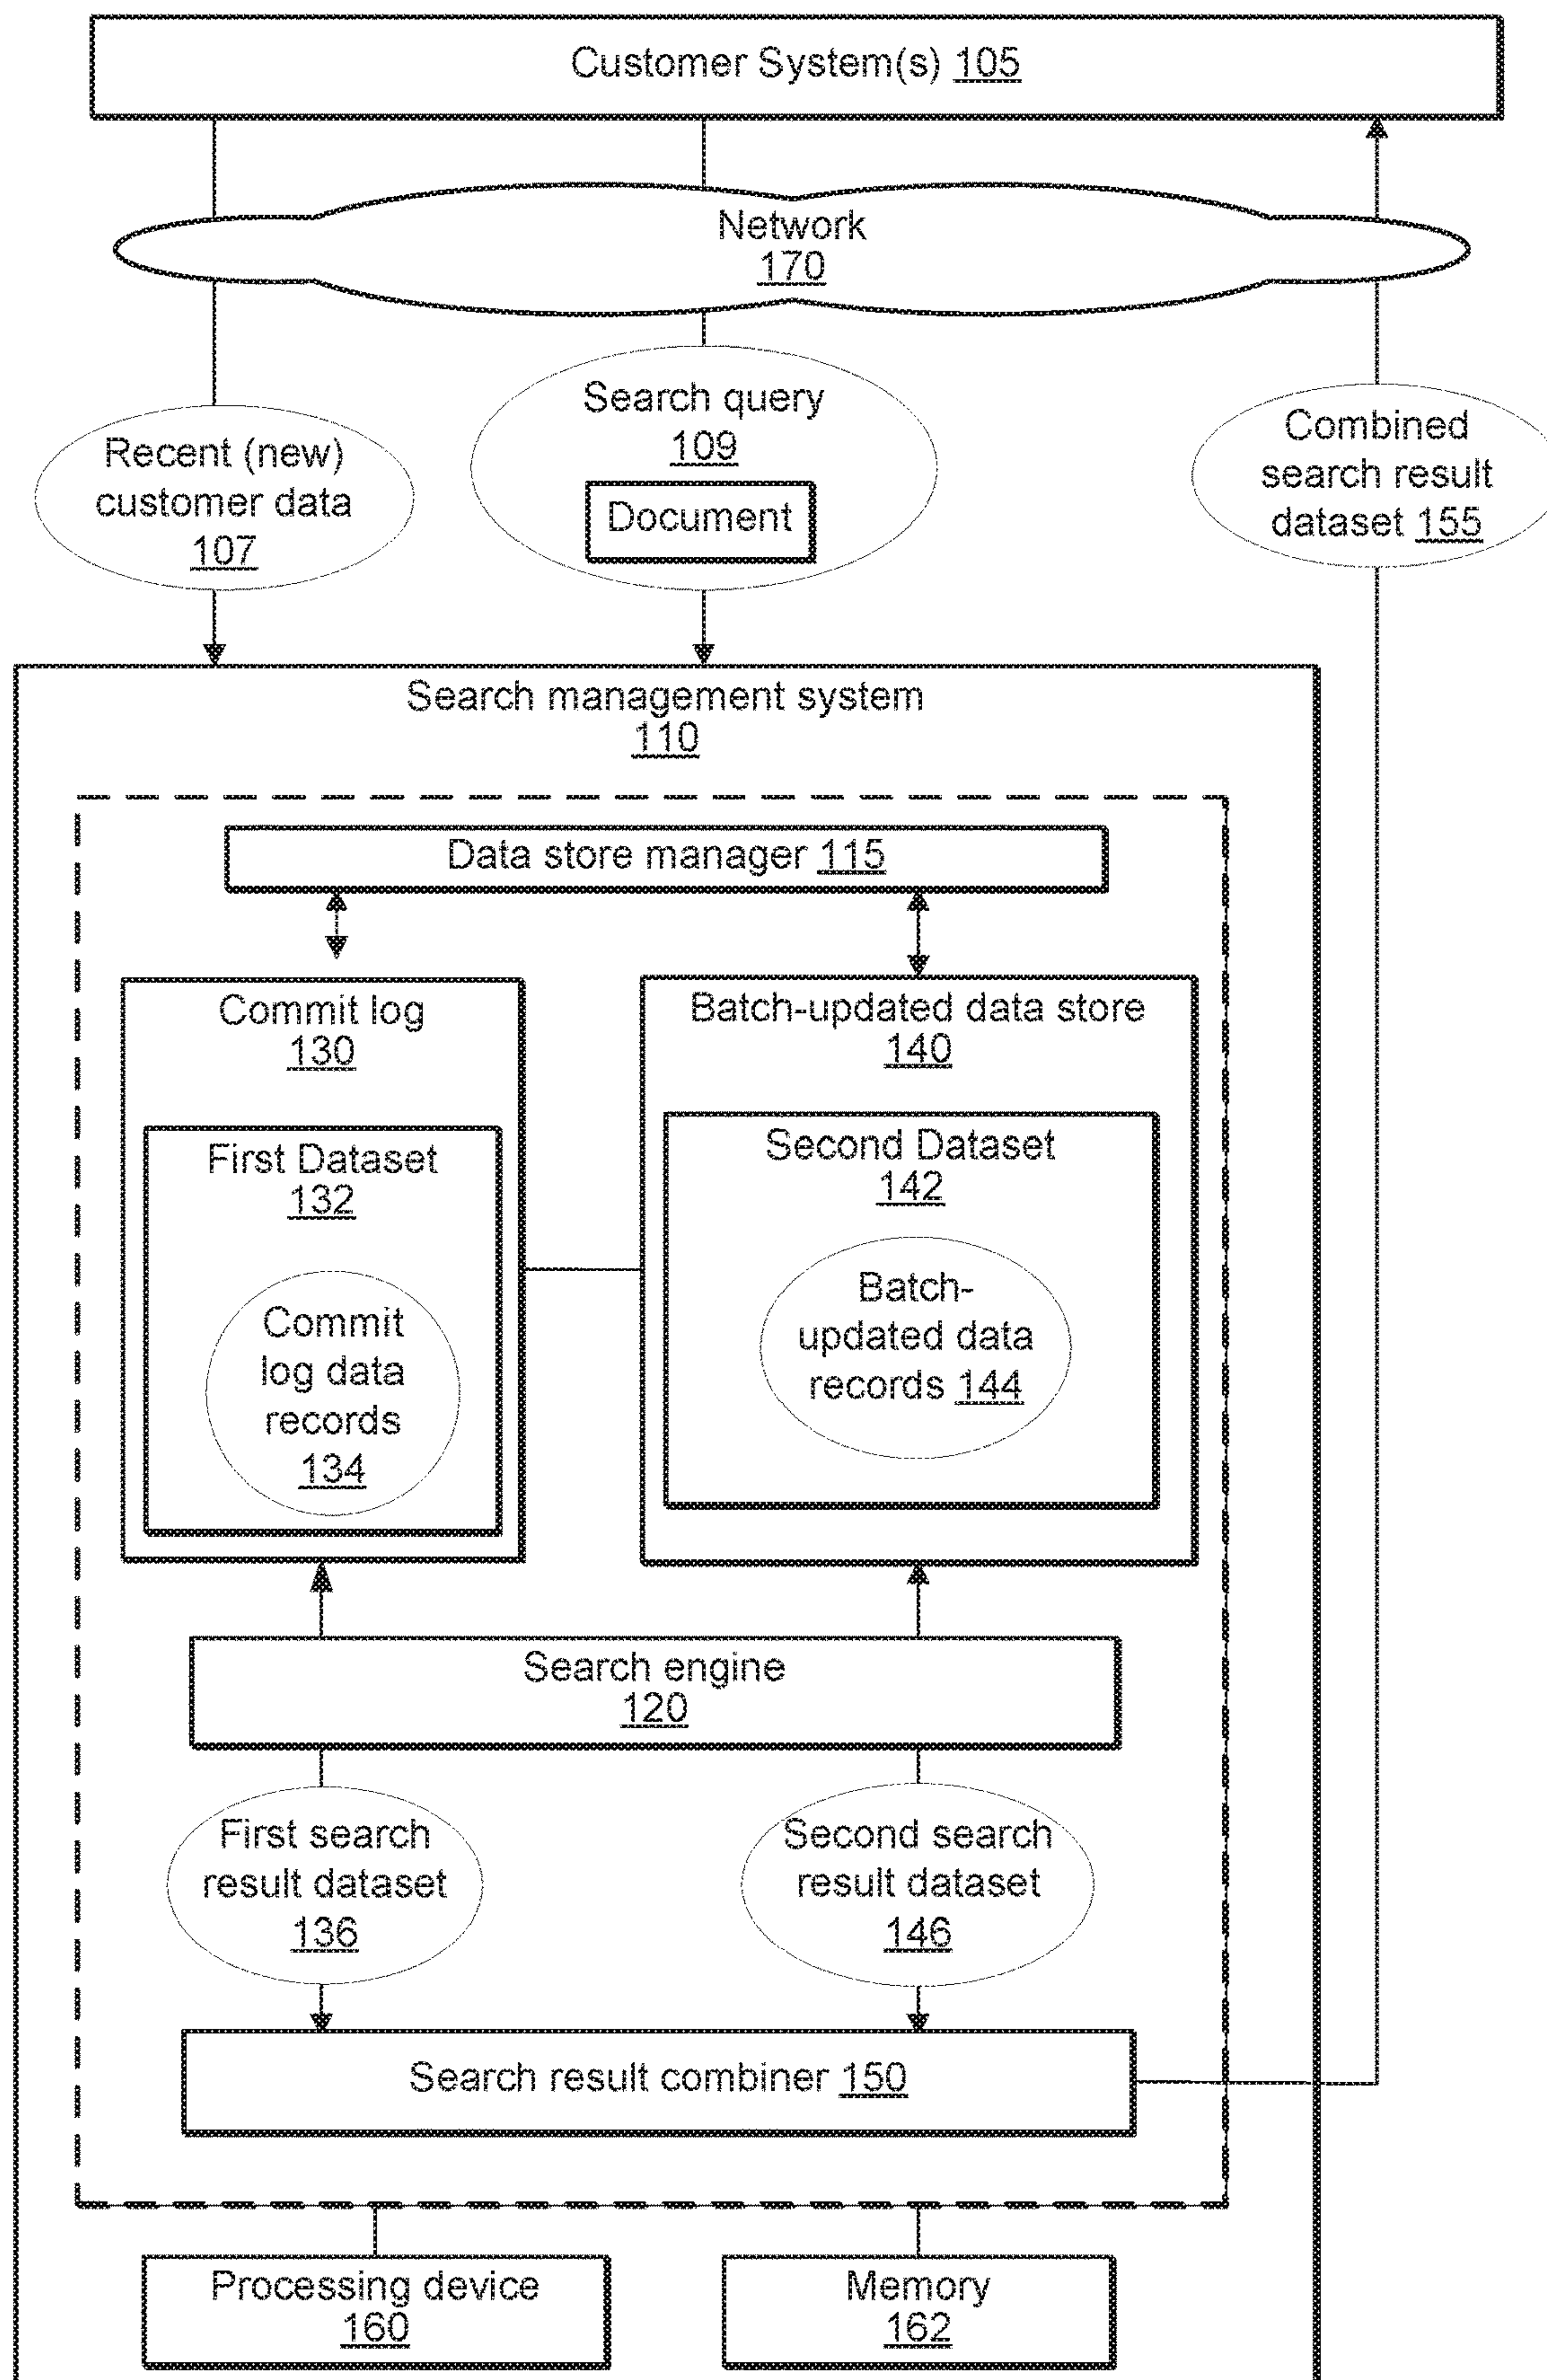 Customer System(s) 105
Network
170
Recent (new)
customer data
107
Search query
109
Document
Combined
search result
dataset 155
Search management system
110
Data store manager 115
Commit log
130
First Dataset
132
Commit
log data
records
134
Batch-updated data store
140
Second Dataset
142
Batch-
updated data
records 144
Search engine
120
First search
result dataset
136
Second search
result dataset
146
Search result combiner 150
Processing device
160
Memory
162